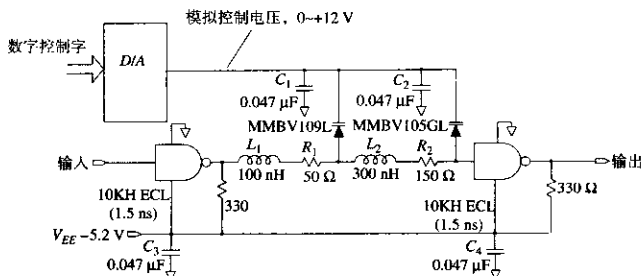 模拟控制电压，0~+12 V
数字控制字
D/A
C₁
0.047 μF
C₂
0.047 μF
MMBV109L
MMBV105GL
L₁
R₁
L₂
R₂
输入
100 nH
50 Ω
300 nH
150 Ω
输出
10KH ECL
(1.5 ns)
330
10KH ECL
(1.5 ns)
330 Ω
V_EE -5.2 V
C₃
0.047 μF
C₄
0.047 μF